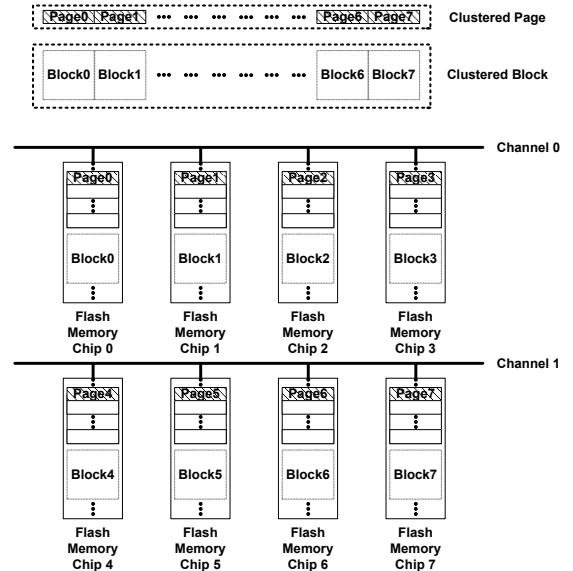 Page0 Page1 ••• ••• ••• ••• ••• ••• Page6 Page7 Clustered Page
Block0 Block1 ••• ••• ••• ••• ••• ••• Block6 Block7 Clustered Block
Channel 0
Page0 Page1 Page2 Page3
Block0 Block1 Block2 Block3
Flash Flash Flash Flash
Memory Memory Memory Memory
Chip 0 Chip 1 Chip 2 Chip 3
Channel 1
Page4 Page5 Page6 Page7
Block4 Block5 Block6 Block7
Flash Flash Flash Flash
Memory Memory Memory Memory
Chip 4 Chip 5 Chip 6 Chip 7